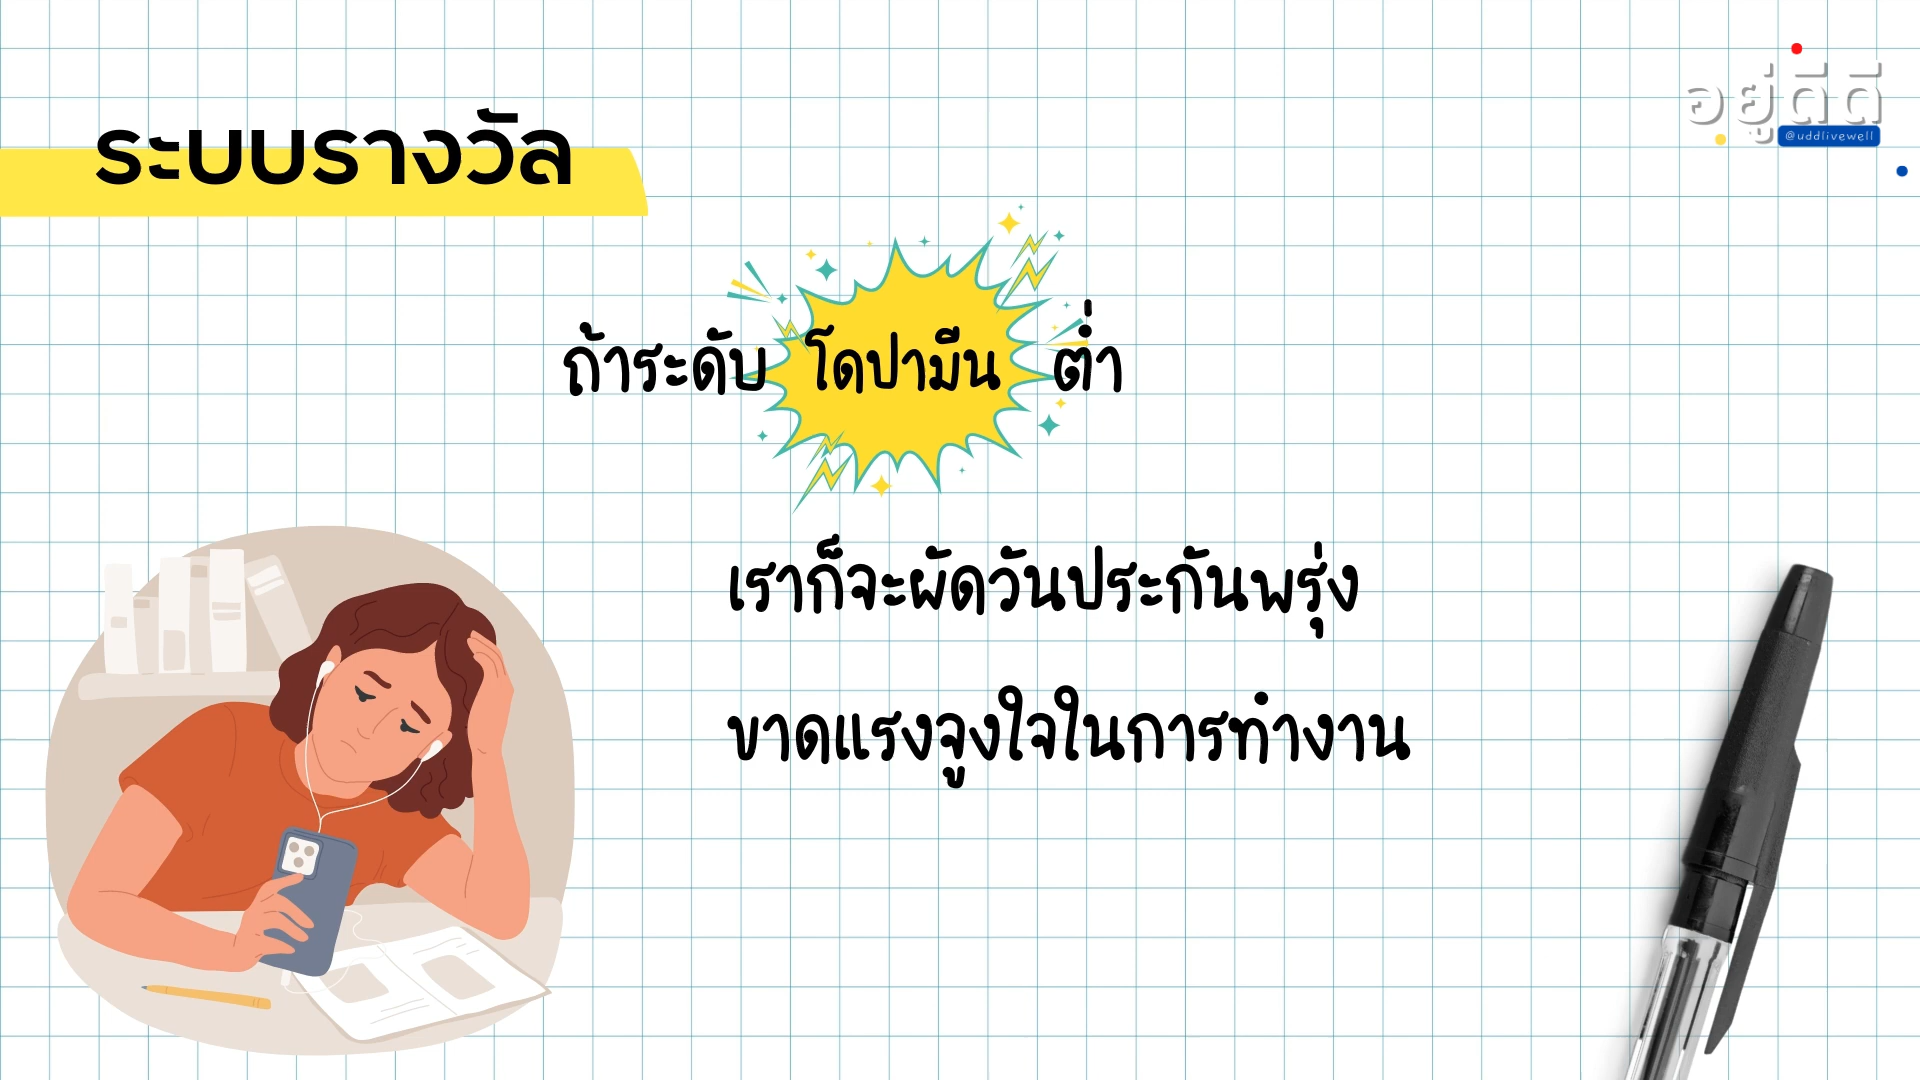 อยู่ดีดี
@uddlivewell
ระบบรางวัล
ถ้าระดับ โดปามีน ต่ำ
เราก็จะผัดวันประกันพรุ่ง
ขาดแรงจูงใจในการทำงาน